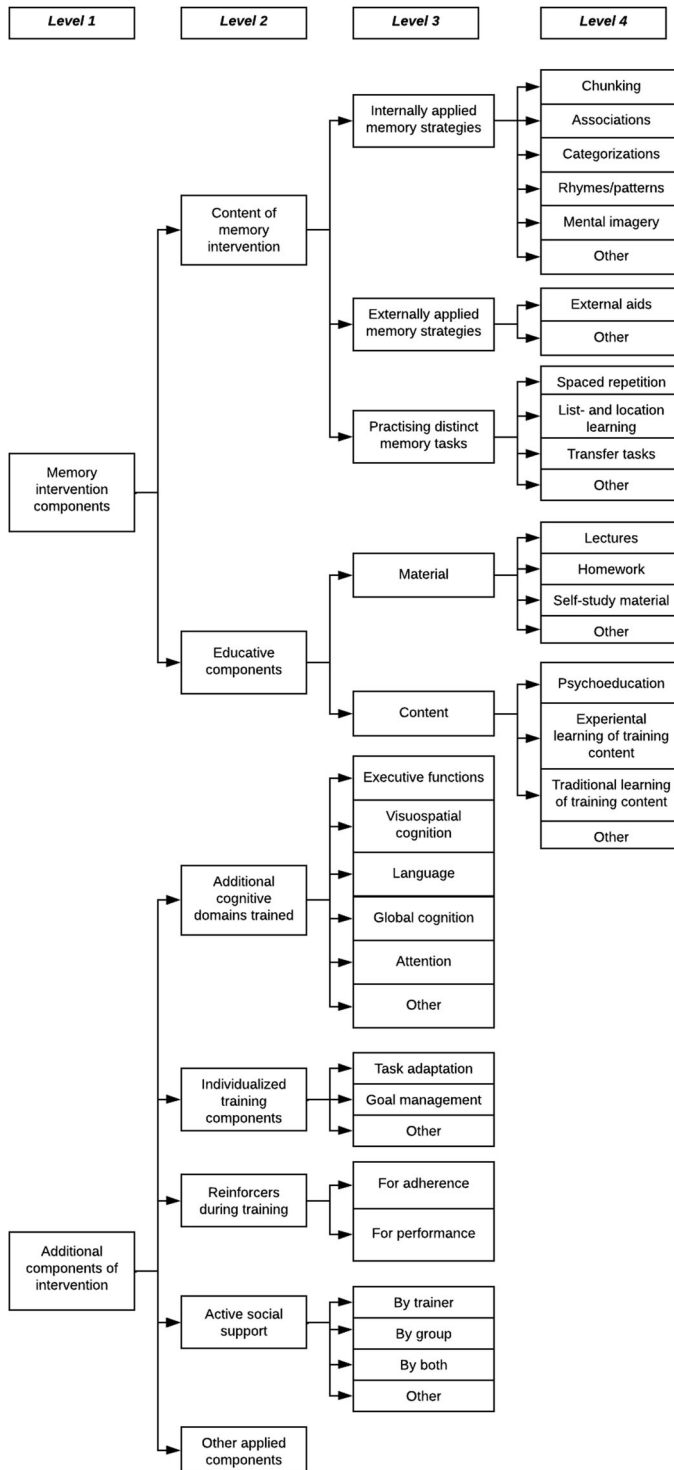 Level 1
Level 2
Level 3
Level 4
Memory
intervention
components
Content of
memory
intervention
Internally applied
memory strategies
Chunking
Associations
Categorizations
Rhymes/patterns
Mental imagery
Other
Externally applied
memory strategies
External aids
Other
Practising distinct
memory tasks
Spaced repetition
List- and location
learning
Transfer tasks
Other
Educative
components
Material
Lectures
Homework
Self-study material
Other
Content
Psychoeducation
Experiental
learning of training
content
Traditional learning
of training content
Other
Additional
components of
intervention
Additional
cognitive
domains trained
Executive functions
Visuospatial
cognition
Language
Global cognition
Attention
Other
Individualized
training
components
Task adaptation
Goal management
Other
Reinforcers
during training
For adherence
For performance
Active social
support
By trainer
By group
By both
Other
Other applied
components